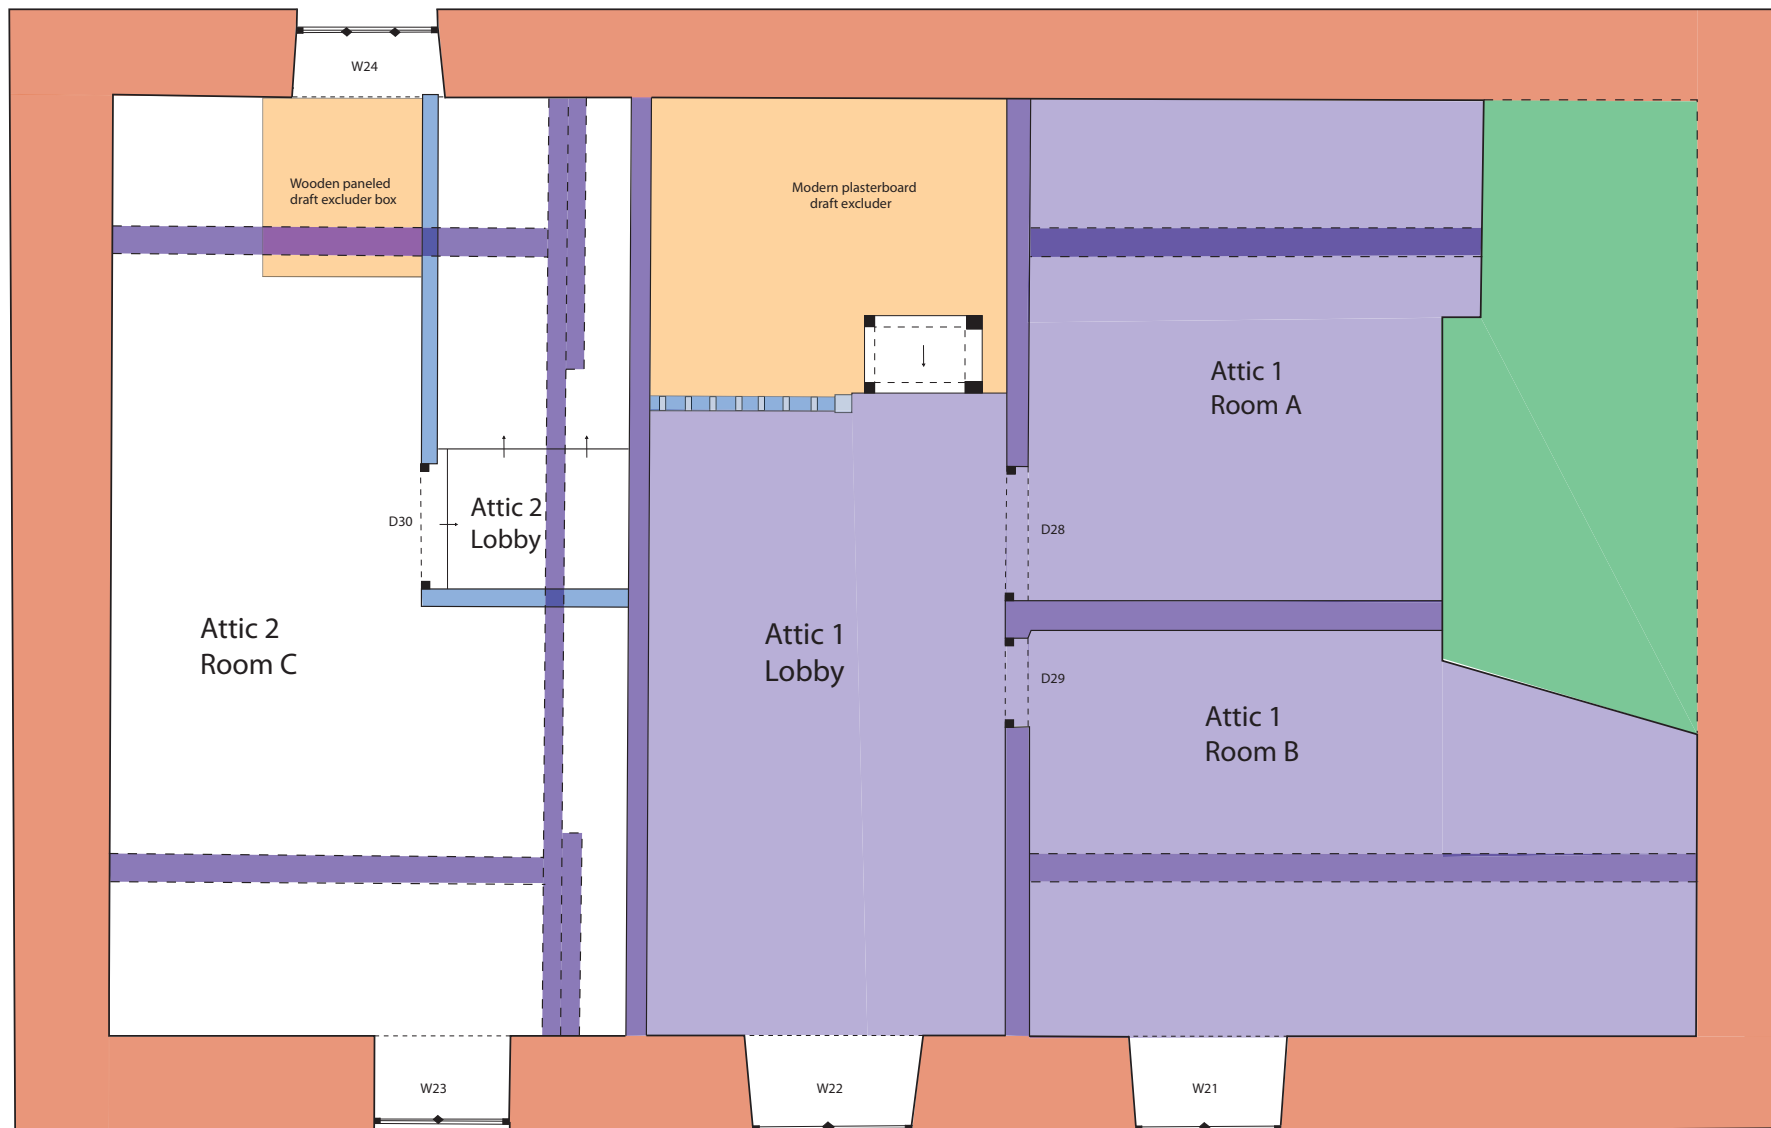 W24
Wooden paneled
draft excluder box
Modern plasterboard
draft excluder
Attic 1
Room A
Attic 2
Lobby
D30
D28
Attic 2
Room C
Attic 1
Lobby
D29
Attic 1
Room B
W23
W22
W21